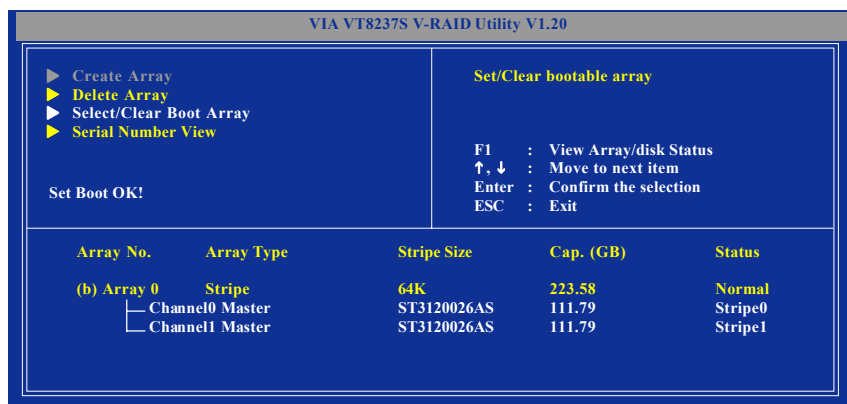 VIA VT8237S V-RAID Utility V1.20
Create Array
Delete Array
Select/Clear Boot Array
Serial Number View
Set Boot OK!
Set/Clear bootable array
F1 : View Array/disk Status
↑, ↓ : Move to next item
Enter : Confirm the selection
ESC : Exit
Array No. Array Type Stripe Size Cap. (GB) Status
(b) Array 0 Stripe 64K 223.58 Normal
Channel0 Master ST3120026AS 111.79 Stripe0
Channel1 Master ST3120026AS 111.79 Stripe1